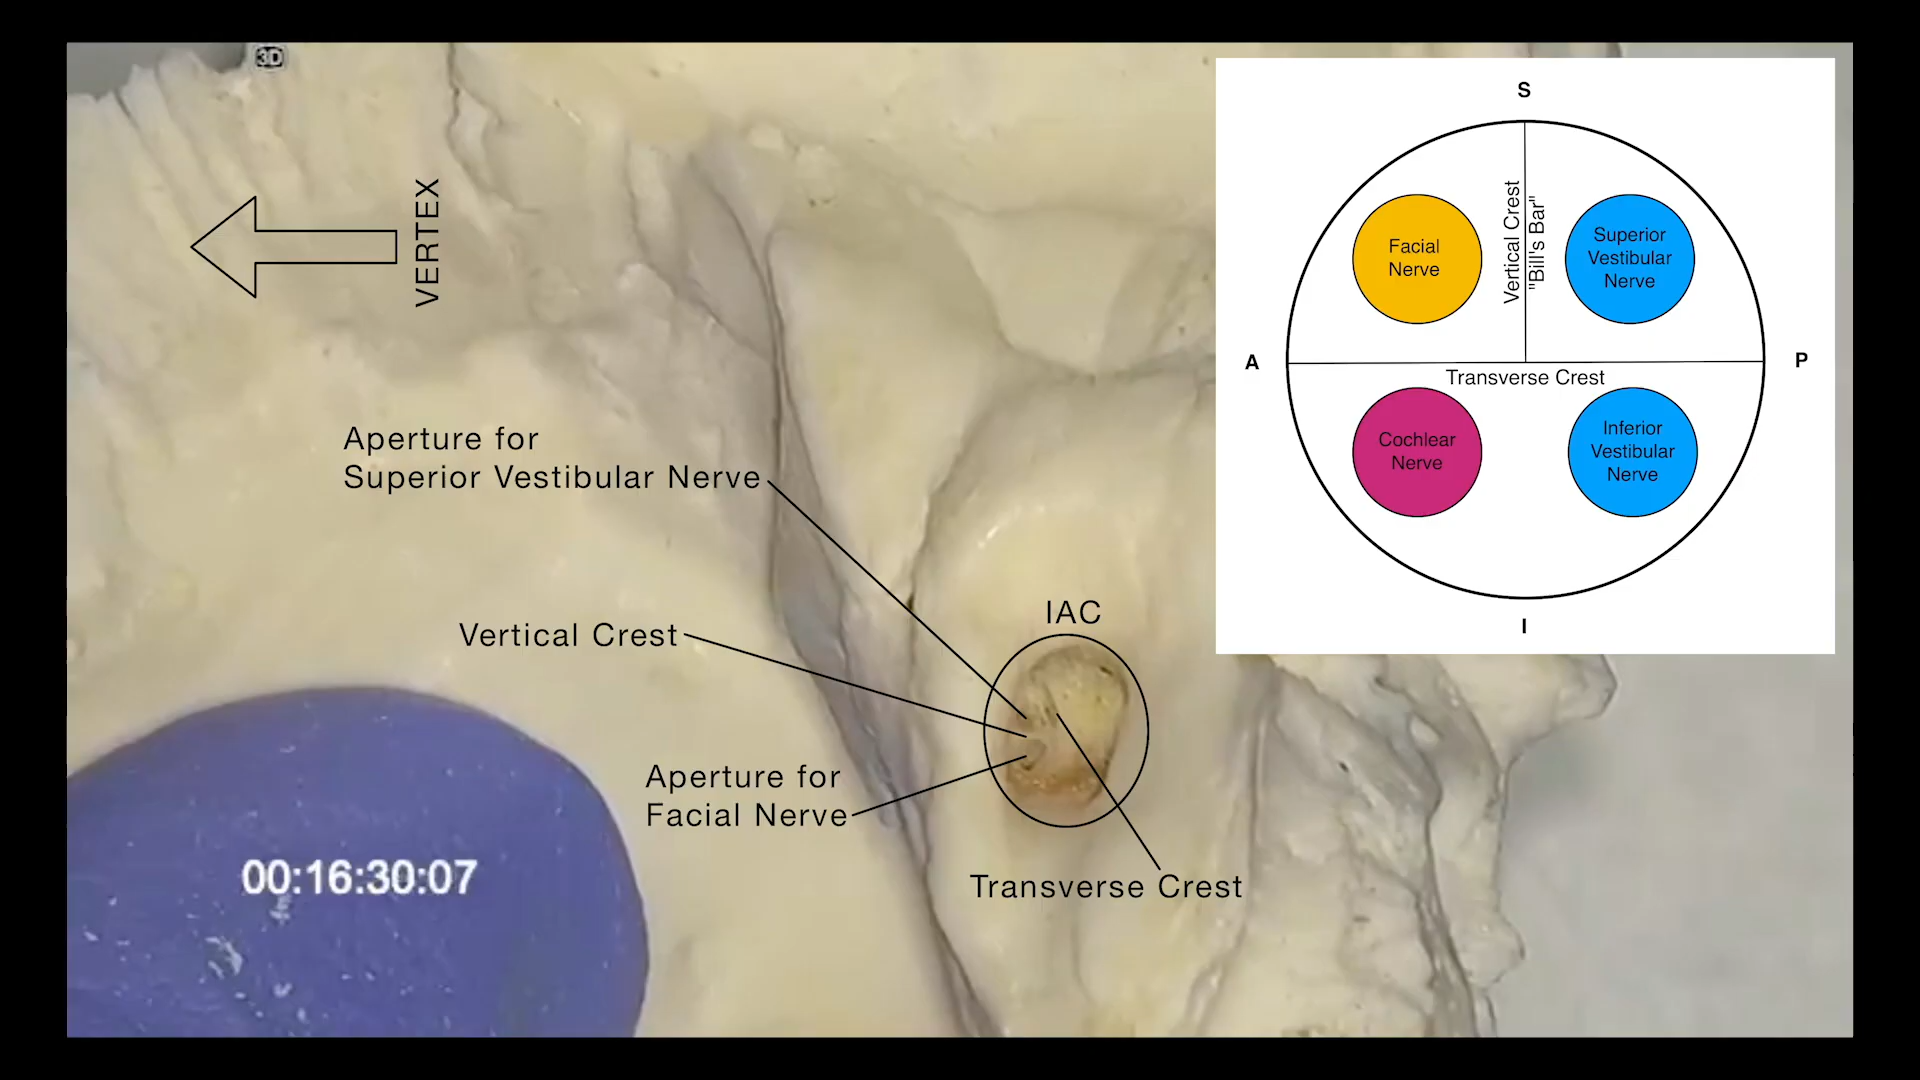 3D
VERTEX
Aperture for
Superior Vestibular Nerve
Vertical Crest
Aperture for
Facial Nerve
IAC
Transverse Crest
00:16:30:07
S
Facial
Nerve
Vertical Crest
"Bill's Bar"
Superior
Vestibular
Nerve
A
P
Transverse Crest
Cochlear
Nerve
Inferior
Vestibular
Nerve
I